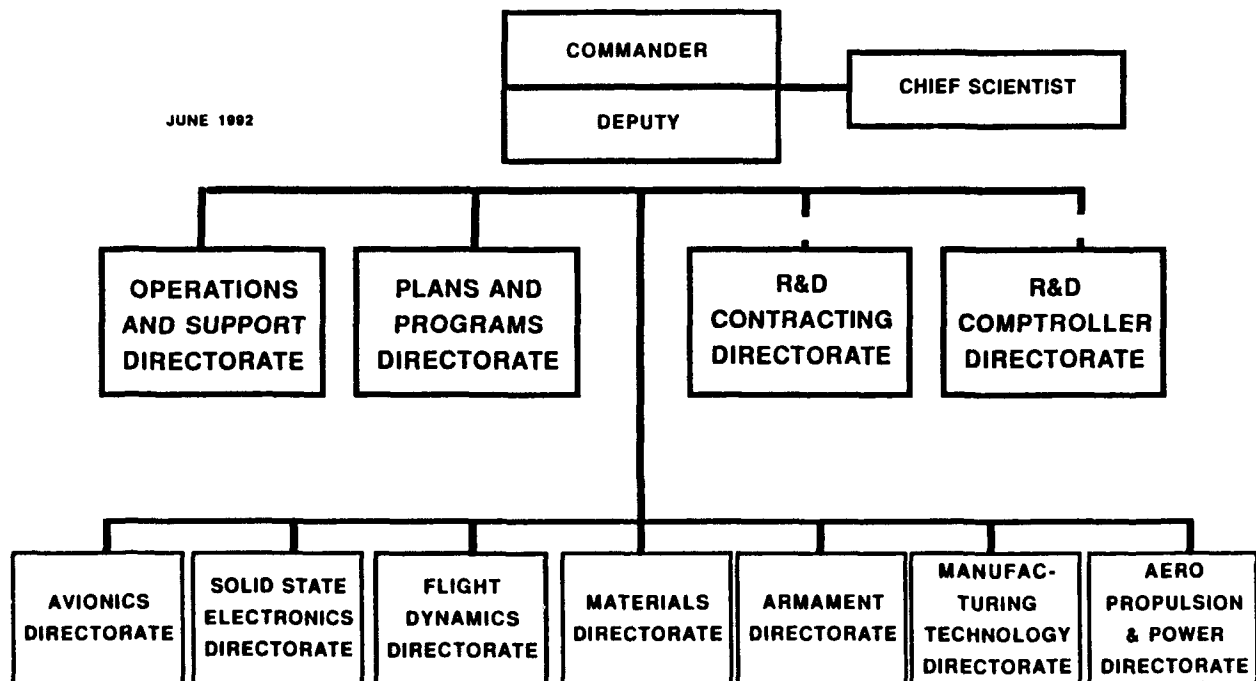 COMMANDER
CHIEF SCIENTIST
JUNE 1992
DEPUTY
OPERATIONS
AND SUPPORT
DIRECTORATE
PLANS AND
PROGRAMS
DIRECTORATE
R&D
CONTRACTING
DIRECTORATE
R&D
COMPTROLLER
DIRECTORATE
AVIONICS
DIRECTORATE
SOLID STATE
ELECTRONICS
DIRECTORATE
FLIGHT
DYNAMICS
DIRECTORATE
MATERIALS
DIRECTORATE
ARMAMENT
DIRECTORATE
MANUFAC-
TURING
TECHNOLOGY
DIRECTORATE
AERO
PROPULSION
& POWER
DIRECTORATE